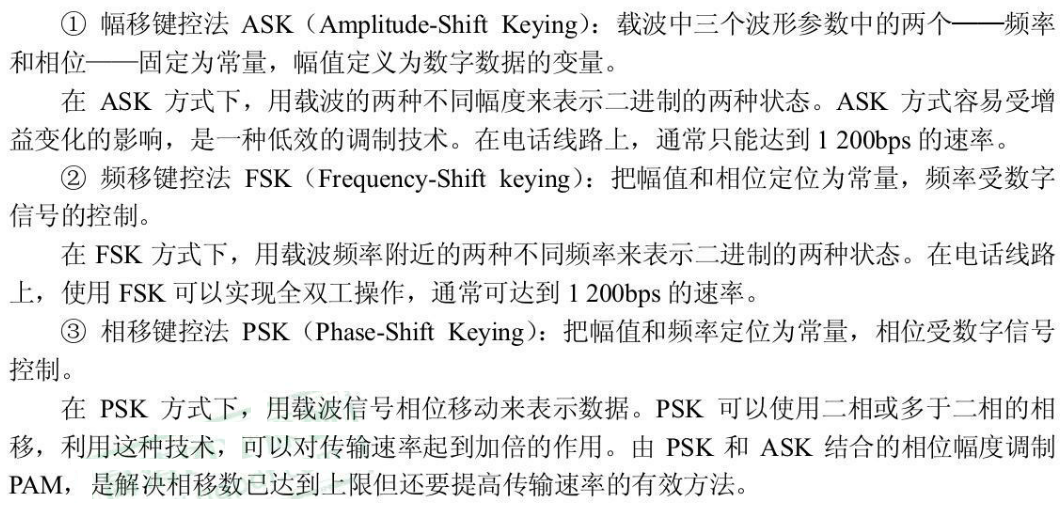 ① 幅移键控法 ASK（Amplitude-Shift Keying）：载波中三个波形参数中的两个——频率
和相位——固定为常量，幅值定义为数字数据的变量。
在 ASK 方式下，用载波的两种不同幅度来表示二进制的两种状态。ASK 方式容易受增
益变化的影响，是一种低效的调制技术。在电话线路上，通常只能达到 1 200bps 的速率。
② 频移键控法 FSK（Frequency-Shift keying）：把幅值和相位定位为常量，频率受数字
信号的控制。
在 FSK 方式下，用载波频率附近的两种不同频率来表示二进制的两种状态。在电话线路
上，使用 FSK 可以实现全双工操作，通常可达到 1 200bps 的速率。
③ 相移键控法 PSK（Phase-Shift Keying）：把幅值和频率定位为常量，相位受数字信号
控制。
在 PSK 方式下，用载波信号相位移动来表示数据。PSK 可以使用二相或多于二相的相
移，利用这种技术，可以对传输速率起到加倍的作用。由 PSK 和 ASK 结合的相位幅度调制
PAM，是解决相移数已达到上限但还要提高传输速率的有效方法。